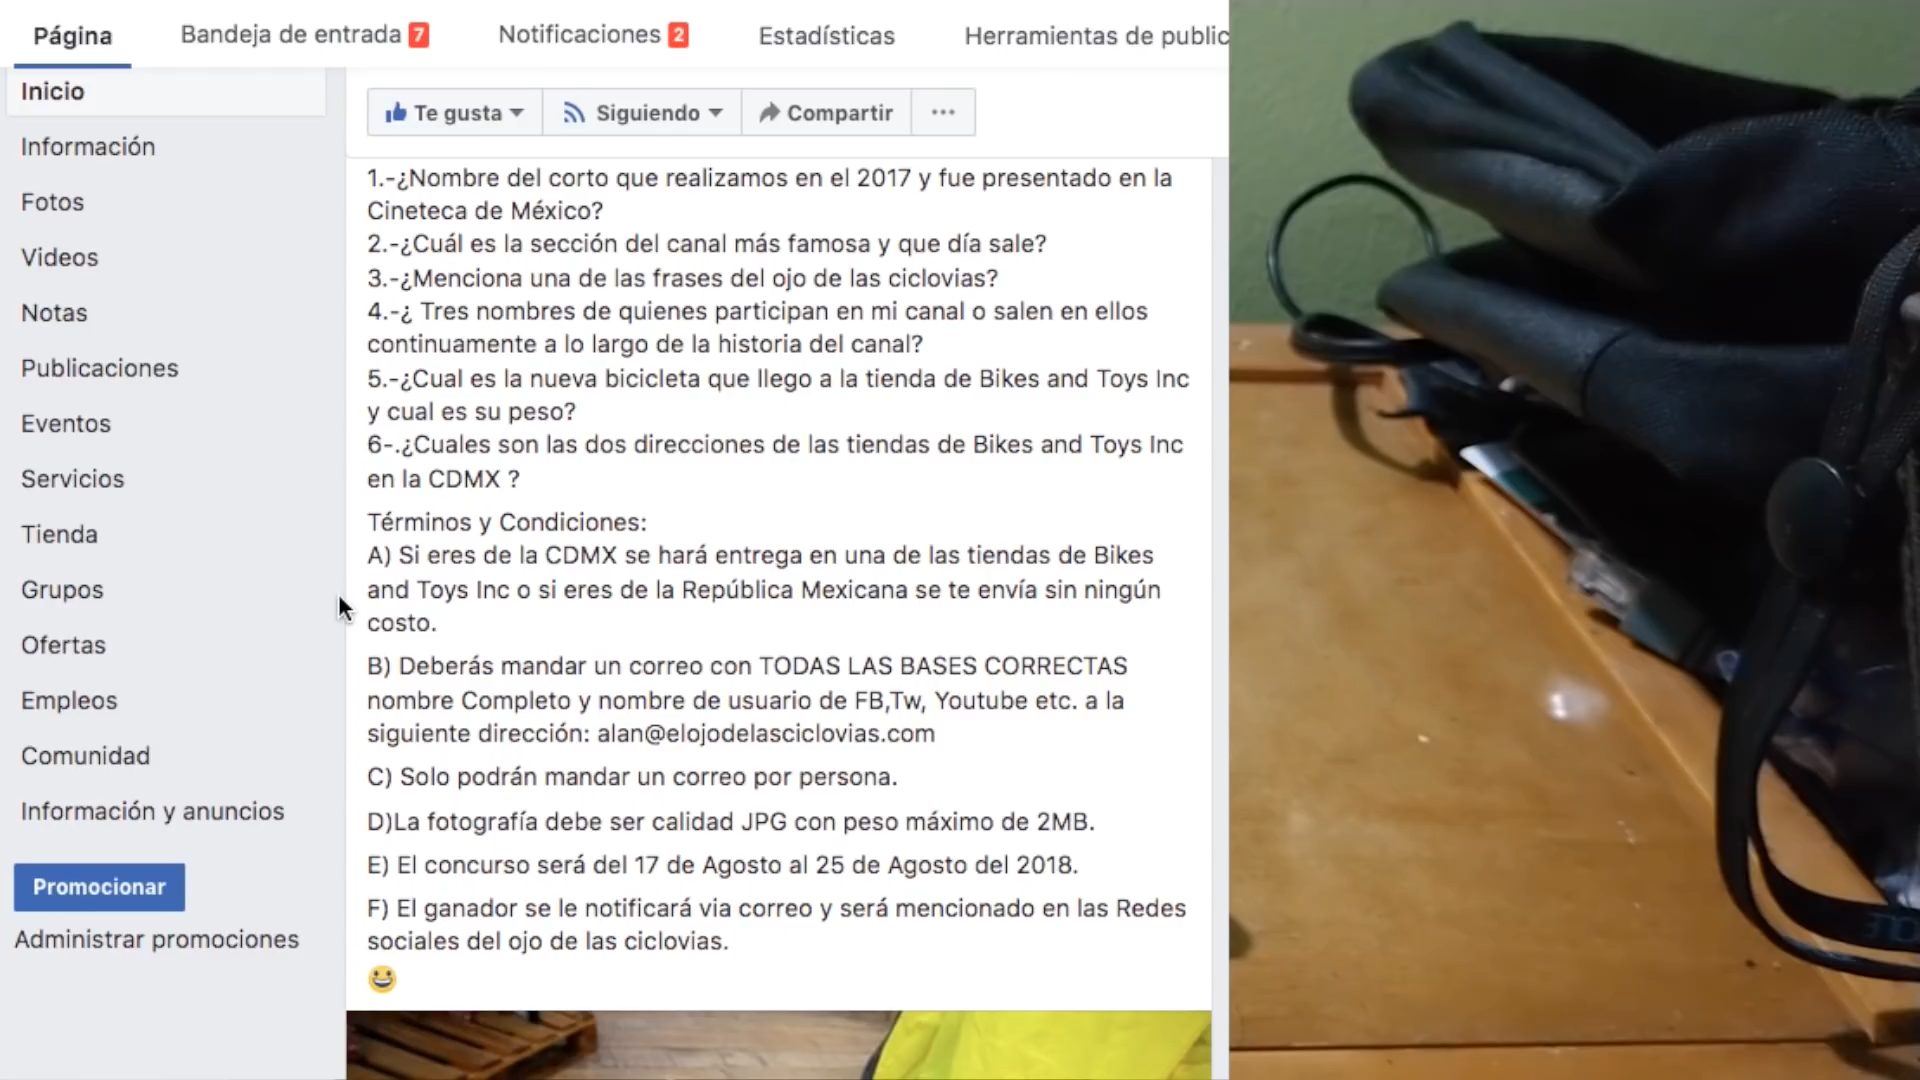 Página
Bandeja de entrada 7
Notificaciones 2
Estadísticas
Herramientas de public
Inicio
Información
Fotos
Videos
Notas
Publicaciones
Eventos
Servicios
Tienda
Grupos
Ofertas
Empleos
Comunidad
Información y anuncios
Promocionar
Administrar promociones
Te gusta
Siguiendo
Compartir
1.-¿Nombre del corto que realizamos en el 2017 y fue presentado en la
Cineteca de México?
2.-¿Cuál es la sección del canal más famosa y que día sale?
3.-¿Menciona una de las frases del ojo de las ciclovias?
4.-¿ Tres nombres de quienes participan en mi canal o salen en ellos
continuamente a lo largo de la historia del canal?
5.-¿Cual es la nueva bicicleta que llego a la tienda de Bikes and Toys Inc
y cual es su peso?
6-.¿Cuales son las dos direcciones de las tiendas de Bikes and Toys Inc
en la CDMX ?
Términos y Condiciones:
A) Si eres de la CDMX se hará entrega en una de las tiendas de Bikes
and Toys Inc o si eres de la República Mexicana se te envía sin ningún
costo.
B) Deberás mandar un correo con TODAS LAS BASES CORRECTAS
nombre Completo y nombre de usuario de FB,Tw, Youtube etc. a la
siguiente dirección: alan@elojodelasciclovias.com
C) Solo podrán mandar un correo por persona.
D)La fotografía debe ser calidad JPG con peso máximo de 2MB.
E) El concurso será del 17 de Agosto al 25 de Agosto del 2018.
F) El ganador se le notificará via correo y será mencionado en las Redes
sociales del ojo de las ciclovias.